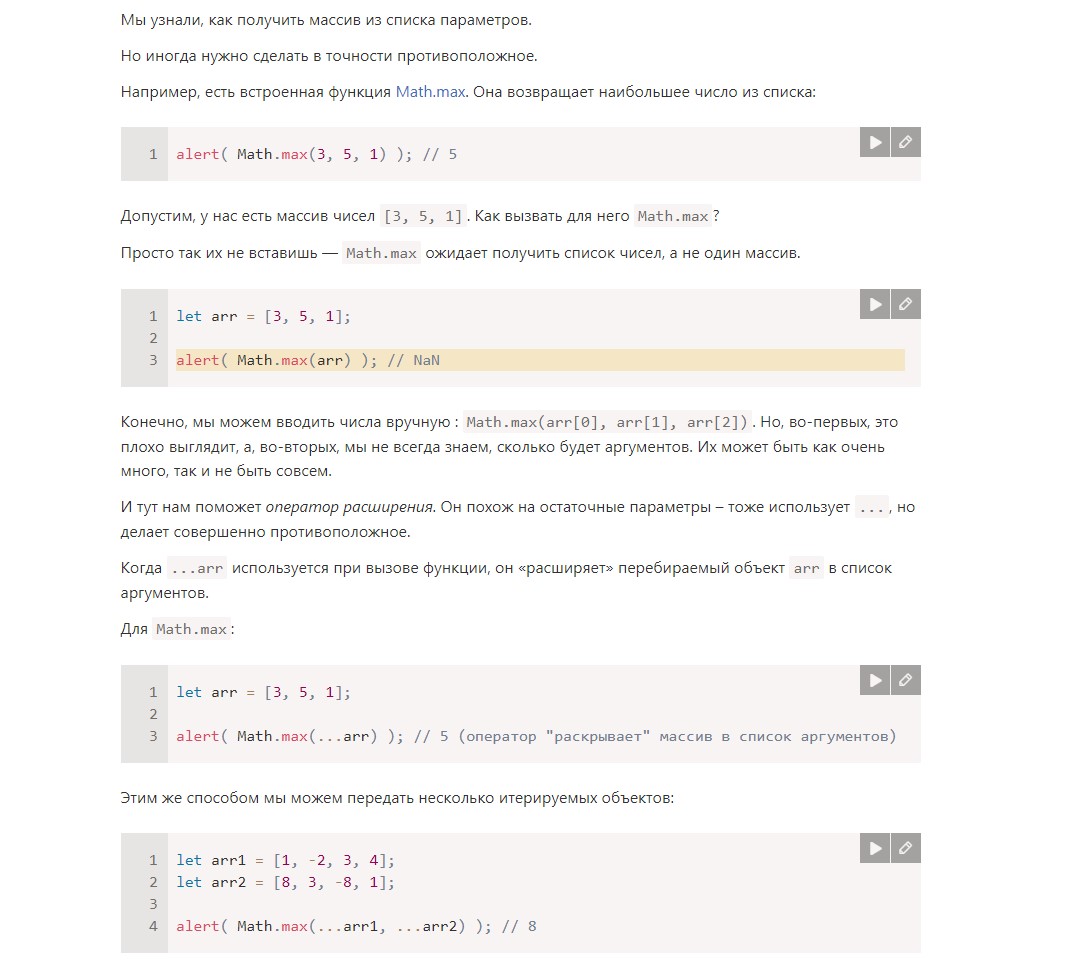 Мы узнали, как получить массив из списка параметров.
Но иногда нужно сделать в точности противоположное.
Например, есть встроенная функция Math.max. Она возвращает наибольшее число из списка:
1 alert( Math.max(3, 5, 1) ); // 5
Допустим, у нас есть массив чисел [3, 5, 1]. Как вызвать для него Math.max?
Просто так их не вставишь — Math.max ожидает получить список чисел, а не один массив.
1 let arr = [3, 5, 1];
2
3 alert( Math.max(arr) ); // NaN
Конечно, мы можем вводить числа вручную : Math.max(arr[0], arr[1], arr[2]). Но, во-первых, это
плохо выглядит, а, во-вторых, мы не всегда знаем, сколько будет аргументов. Их может быть как очень
много, так и не быть совсем.
И тут нам поможет оператор расширения. Он похож на остаточные параметры – тоже использует ..., но
делает совершенно противоположное.
Когда ...arr используется при вызове функции, он «расширяет» перебираемый объект arr в список
аргументов.
Для Math.max:
1 let arr = [3, 5, 1];
2
3 alert( Math.max(...arr) ); // 5 (оператор "раскрывает" массив в список аргументов)
Этим же способом мы можем передать несколько итерируемых объектов:
1 let arr1 = [1, -2, 3, 4];
2 let arr2 = [8, 3, -8, 1];
3
4 alert( Math.max(...arr1, ...arr2) ); // 8